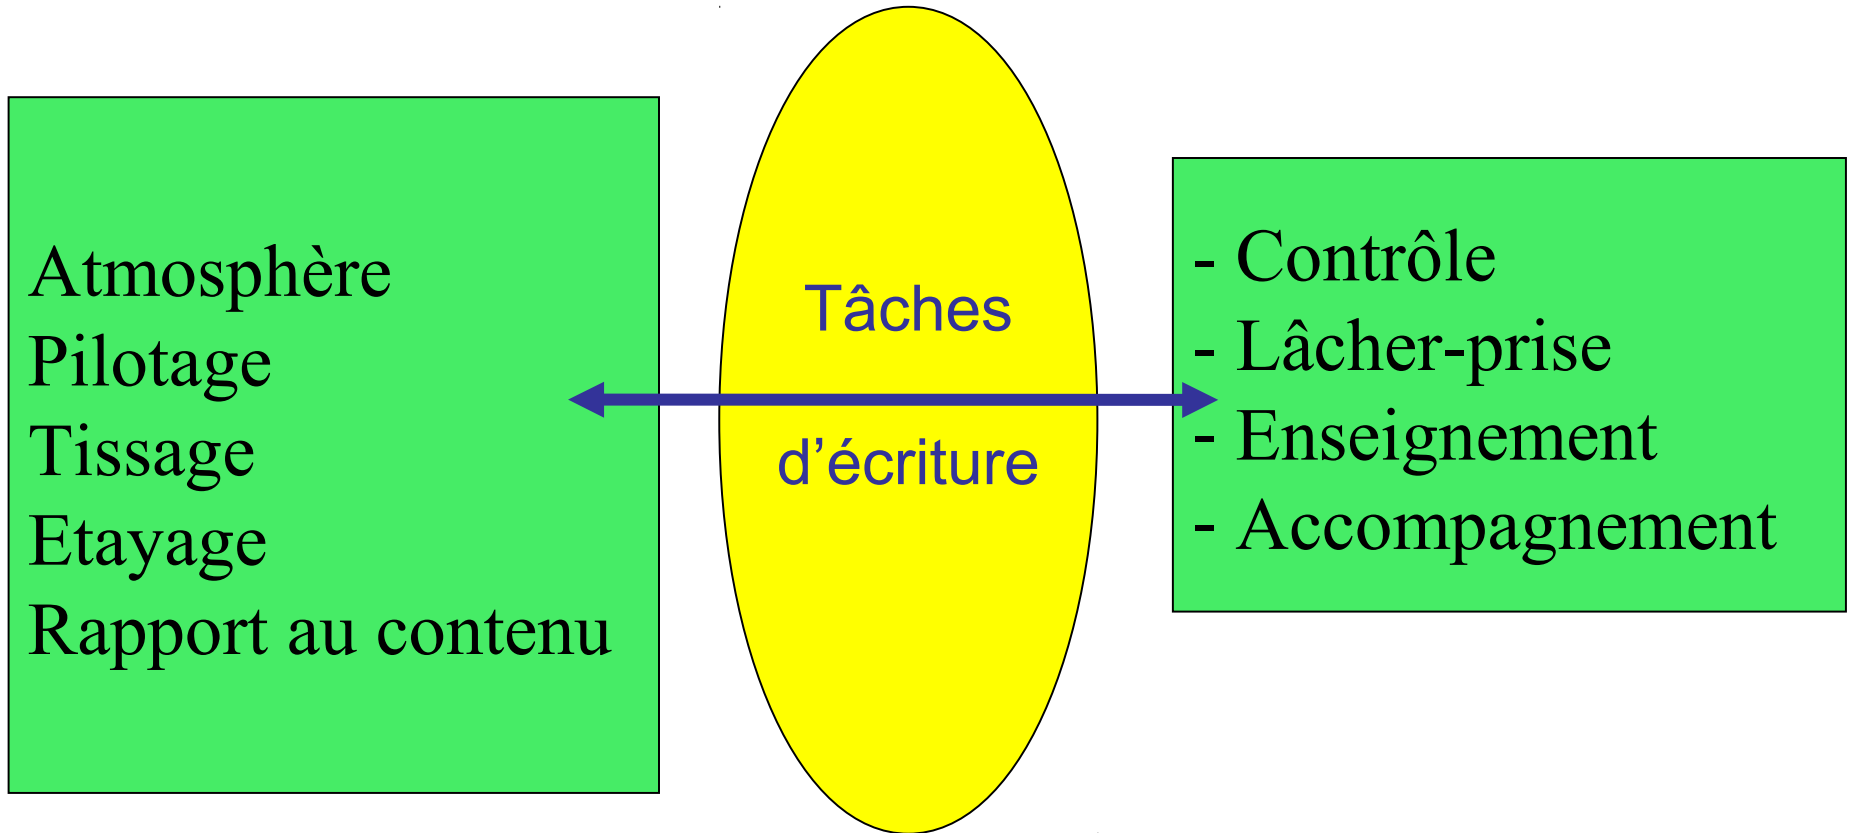 Atmosphère
Pilotage
Tissage
Etayage
Rapport au contenu
Tâches
d’écriture
- Contrôle
- Lâcher-prise
- Enseignement
- Accompagnement